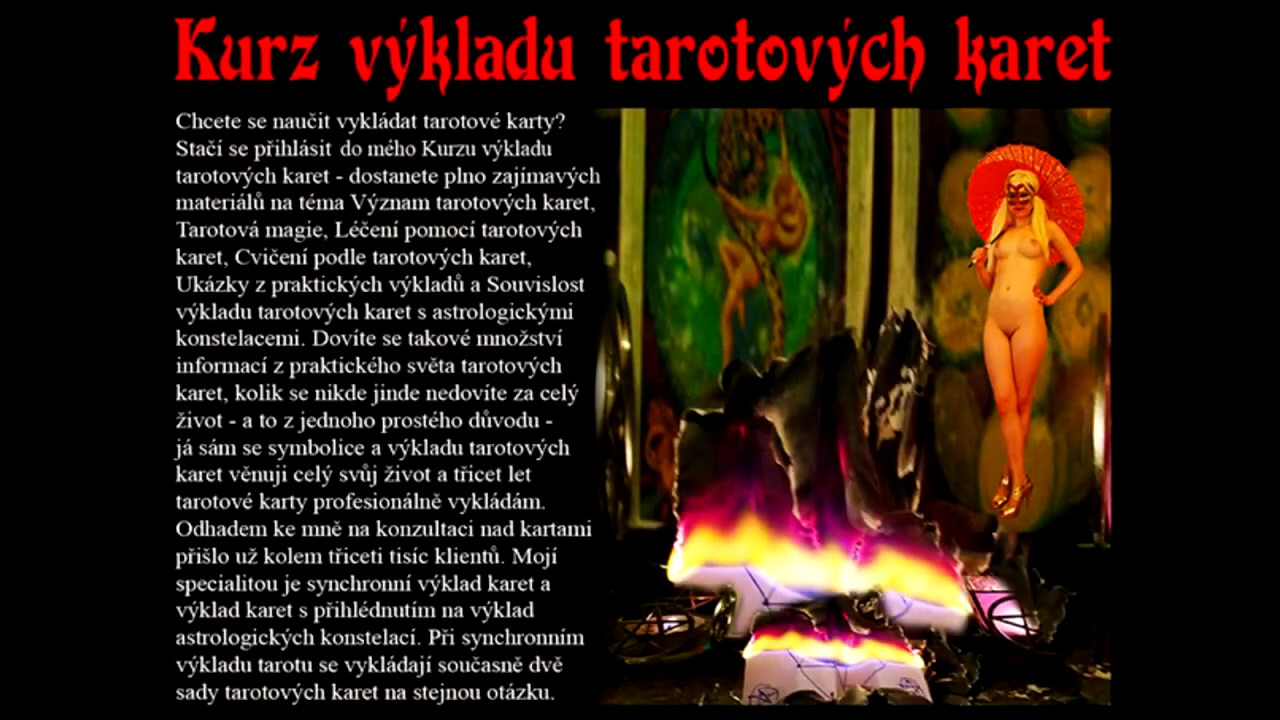 Kurz výkladu tarotových karet
Chcete se naučit vykládat tarotové karty?
Stačí se přihlásit do mého Kurzu výkladu
tarotových karet - dostanete plno zajímavých
materiálů na téma Význam tarotových karet,
Tarotová magie, Léčení pomocí tarotových
karet, Cvičení podle tarotových karet,
Ukázky z praktických výkladů a Souvislost
výkladu tarotových karet s astrologickými
konstelacemi. Dovíte se takové množství
informací z praktického světa tarotových
karet, kolik se nikde jinde nedovíte za celý
život - a to z jednoho prostého důvodu -
já sám se symbolice a výkladu tarotových
karet věnuji celý svůj život a třicet let
tarotové karty profesionálně vykládám.
Odhadem ke mně na konzultaci nad kartami
přišlo už kolem třiceti tisíc klientů. Mojí
specialitou je synchronní výklad karet a
výklad karet s přihlédnutím na výklad
astrologických konstelací. Při synchronním
výkladu tarotu se vykládají současně dvě
sady tarotových karet na stejnou otázku.